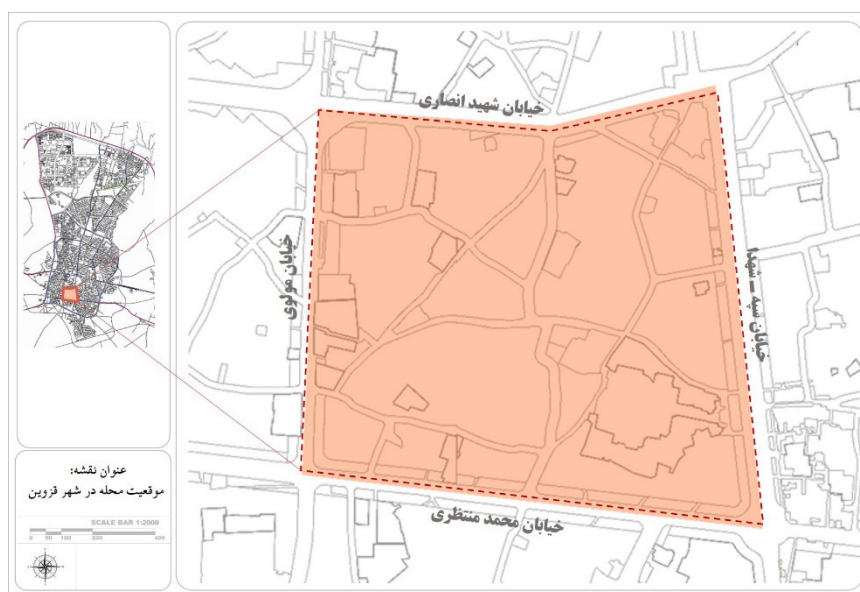 خیابان شهید انصاری
خیابان مولوی
خیابان سپه – شهدا
خیابان محمد منتظری
عنوان نقشه:
موقعیت محله در شهر قزوین
SCALE BAR 1:2000
0 50 100 200 400